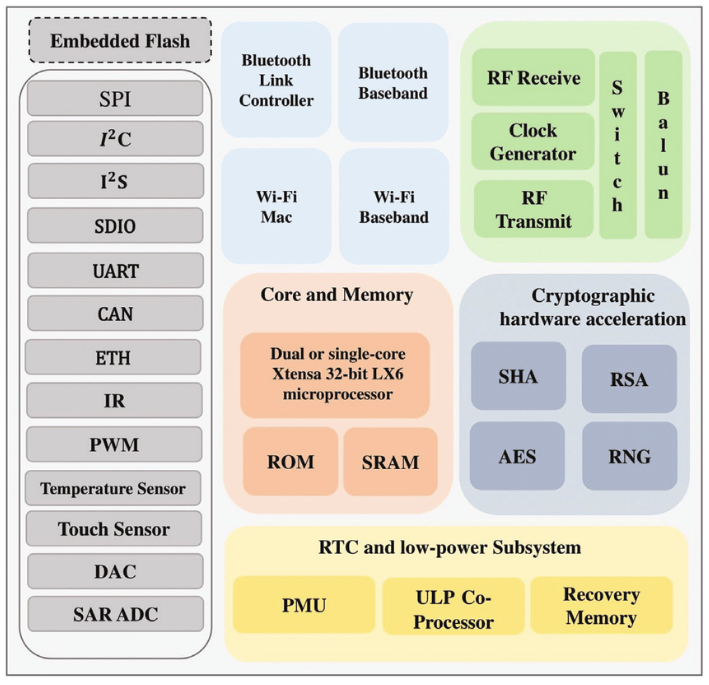 Embedded Flash
SPI
I²C
I²S
SDIO
UART
CAN
ETH
IR
PWM
Temperature Sensor
Touch Sensor
DAC
SAR ADC
Bluetooth
Link
Controller
Bluetooth
Baseband
Wi-Fi
Mac
Wi-Fi
Baseband
RF Receive
Clock
Generator
RF
Transmit
Switch
Balun
Core and Memory
Dual or single-core
Xtensa 32-bit LX6
microprocessor
ROM
SRAM
Cryptographic
hardware acceleration
SHA
RSA
AES
RNG
RTC and low-power Subsystem
PMU
ULP Co-
Processor
Recovery
Memory